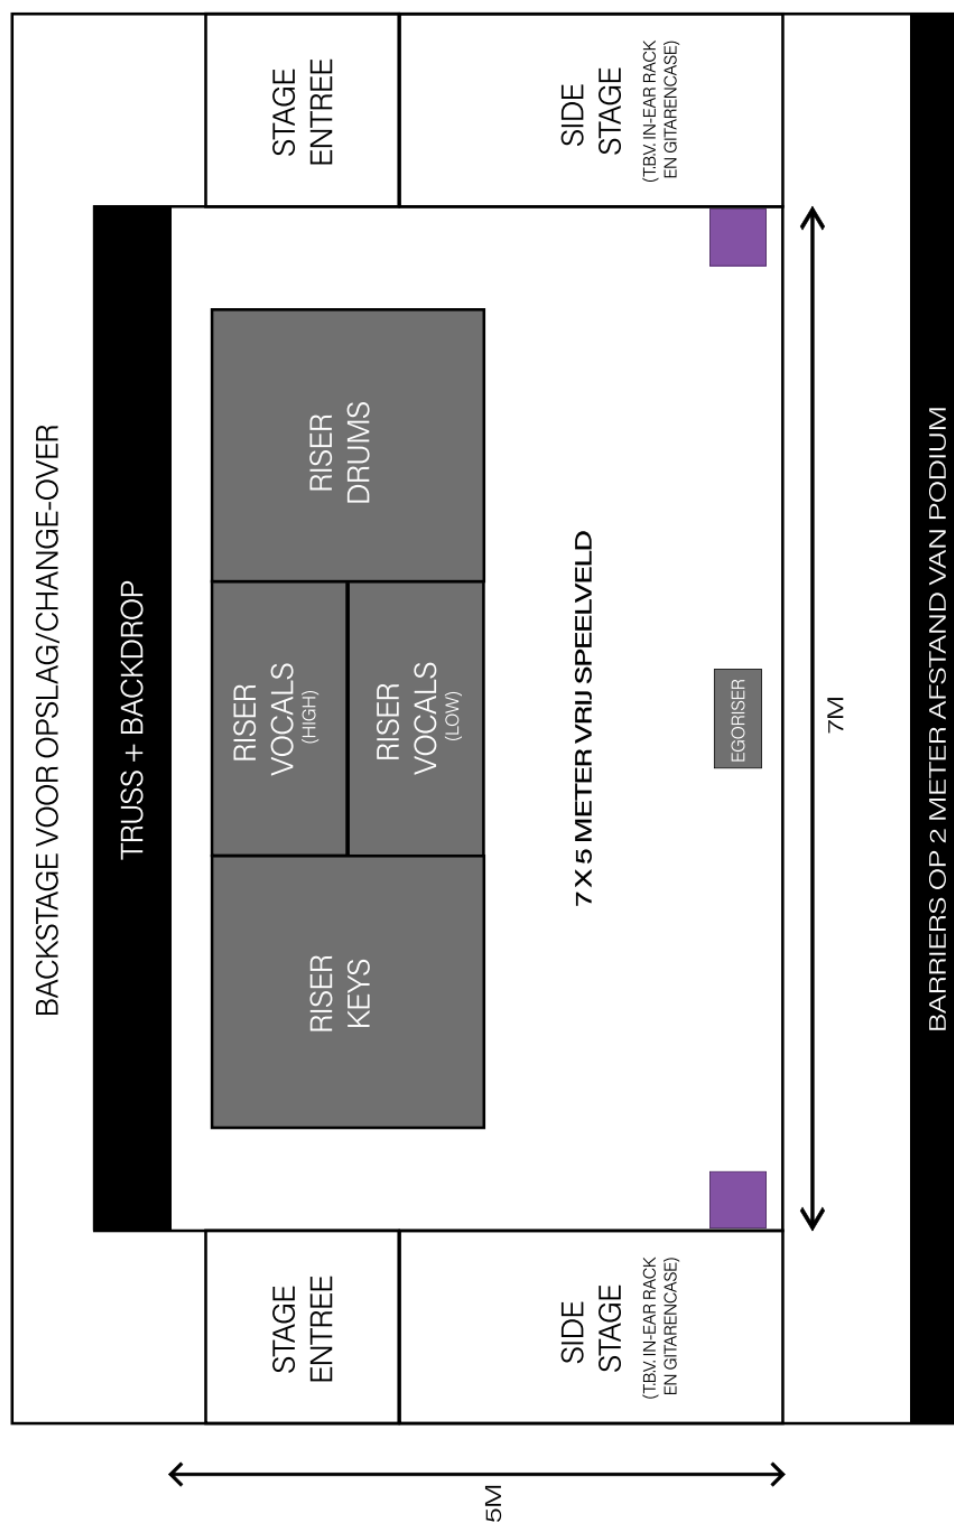 BACKSTAGE VOOR OPSLAG/CHANGE-OVER
TRUSS + BACKDROP
STAGE
ENTREE
STAGE
ENTREE
RISER
KEYS
RISER
VOCALS
(HIGH)
RISER
VOCALS
(LOW)
RISER
DRUMS
SIDE
STAGE
(T.B.V. IN-EAR RACK
EN GITARENCASE)
SIDE
STAGE
(T.B.V. IN-EAR RACK
EN GITARENCASE)
7 X 5 METER VRIJ SPEELVELD
EGORISER
5M
7M
BARRIERS OP 2 METER AFSTAND VAN PODIUM